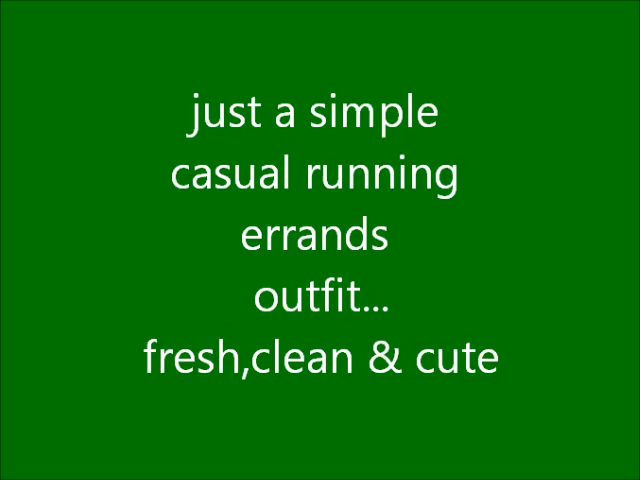 just a simple
casual running
errands
outfit...
fresh,clean & cute